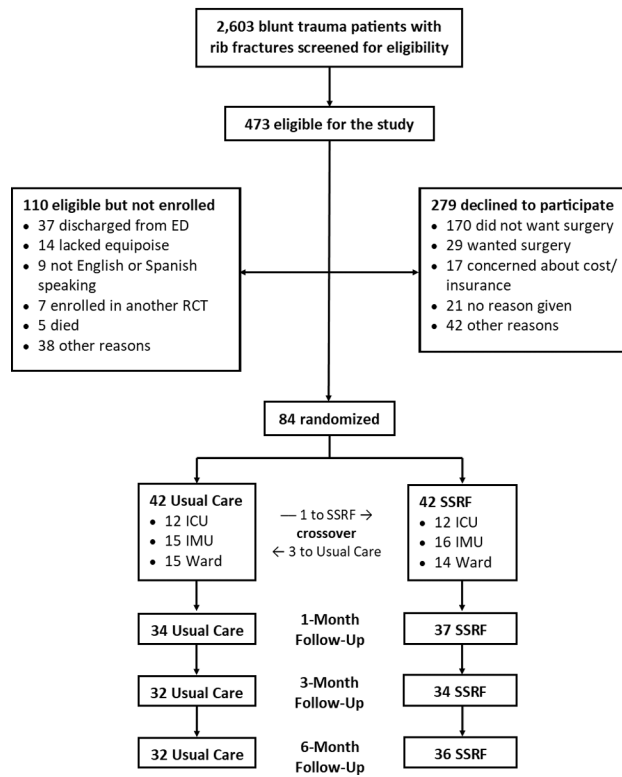 2,603 blunt trauma patients with
rib fractures screened for eligibility
473 eligible for the study
110 eligible but not enrolled
• 37 discharged from ED
• 14 lacked equipoise
• 9 not English or Spanish
speaking
• 7 enrolled in another RCT
• 5 died
• 38 other reasons
279 declined to participate
• 170 did not want surgery
• 29 wanted surgery
• 17 concerned about cost/
insurance
• 21 no reason given
• 42 other reasons
84 randomized
42 Usual Care
• 12 ICU
• 15 IMU
• 15 Ward
— 1 to SSRF →
crossover
← 3 to Usual Care
42 SSRF
• 12 ICU
• 16 IMU
• 14 Ward
34 Usual Care
1-Month
Follow-Up
37 SSRF
32 Usual Care
3-Month
Follow-Up
34 SSRF
32 Usual Care
6-Month
Follow-Up
36 SSRF